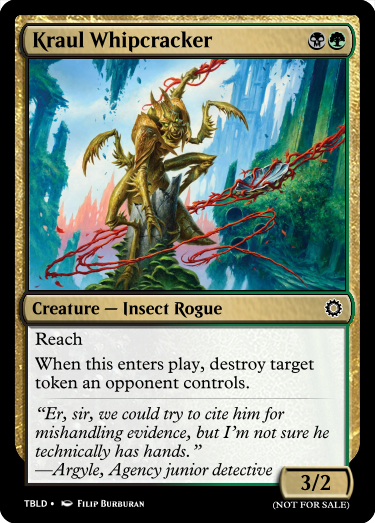 Kraul Whipcracker
Creature — Insect Rogue
Reach
When this enters play, destroy target
token an opponent controls.
“Er, sir, we could try to cite him for
mishandling evidence, but I’m not sure he
technically has hands.”
—Argyle, Agency junior detective
3/2
TBLD • Filip Burburan
(NOT FOR SALE)